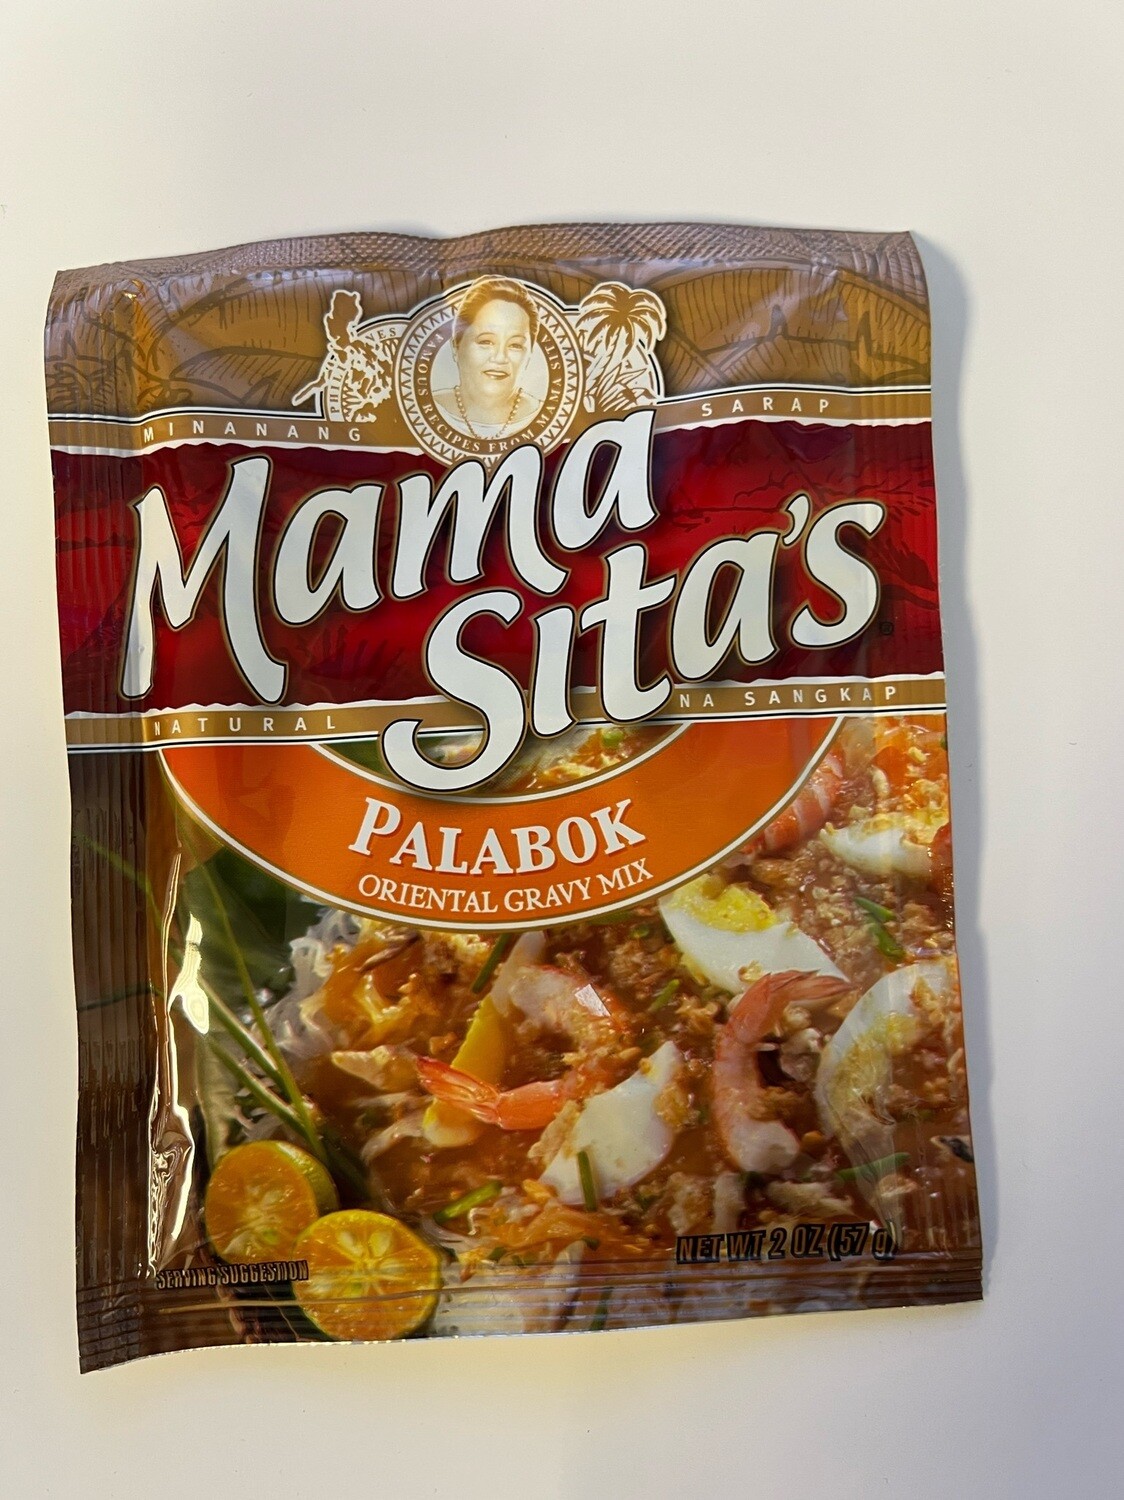 PHILIPPINES
FAMOUS RECIPES FROM MAMA SITA
MINANANG SARAP
Mama
Sita's
NATURAL NA SANGKAP
PALABOK
ORIENTAL GRAVY MIX
NET WT 2 OZ (57 g)
SERVING SUGGESTION